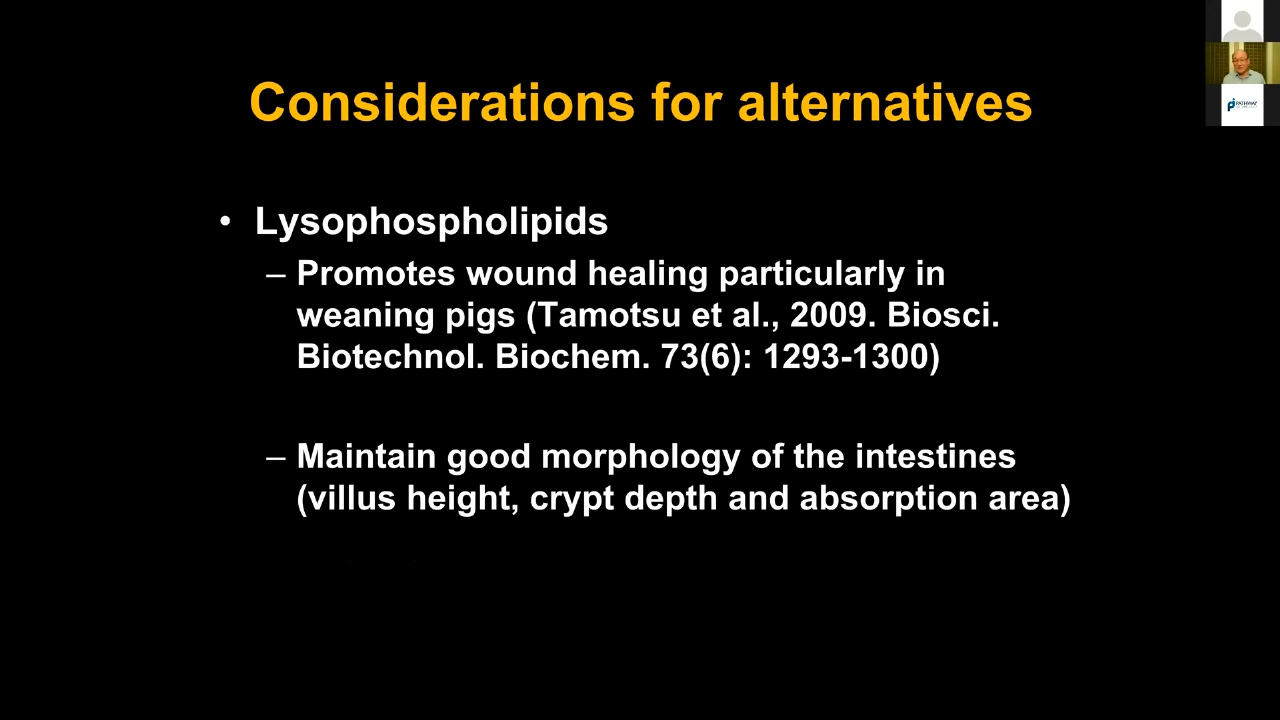 Considerations for alternatives
• Lysophospholipids
– Promotes wound healing particularly in
weaning pigs (Tamotsu et al., 2009. Biosci.
Biotechnol. Biochem. 73(6): 1293-1300)
– Maintain good morphology of the intestines
(villus height, crypt depth and absorption area)
PATHWAY